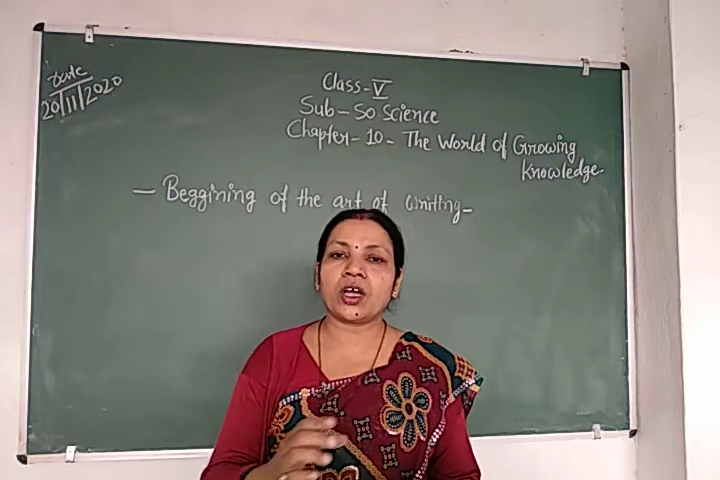 Date
20/11/2020
Class-V
Sub-So Science
Chapter-10-The World of Growing
Knowledge
- Beggining of the art of writing-